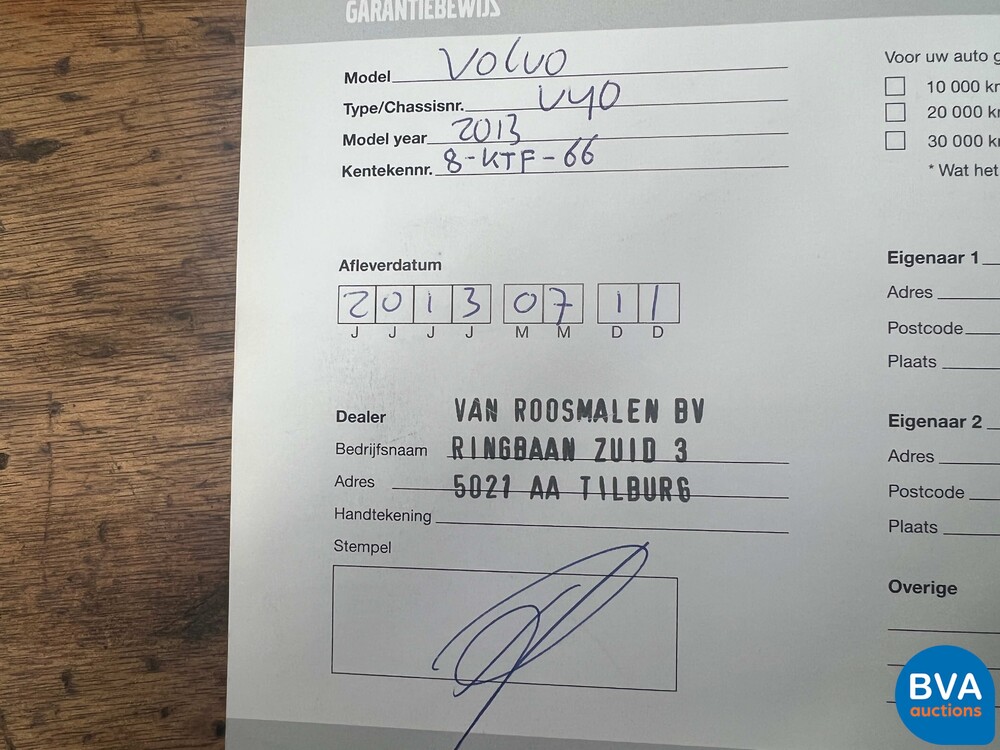 GARANTIEBEWIJS
Model Volvo
Type/Chassisnr. V40
Model year 2013
Kentekennr. 8-KTF-66
Afleverdatum
2 0 1 3 0 7 1 1
J J J J M M D D
Dealer VAN ROOSMALEN BV
Bedrijfsnaam RINGBAAN ZUID 3
Adres 5021 AA TILBURG
Handtekening
Stempel
Voor uw auto g
10 000 k
20 000 k
30 000 k
* Wat het
Eigenaar 1
Adres
Postcode
Plaats
Eigenaar 2
Adres
Postcode
Plaats
Overige
BVA
auctions